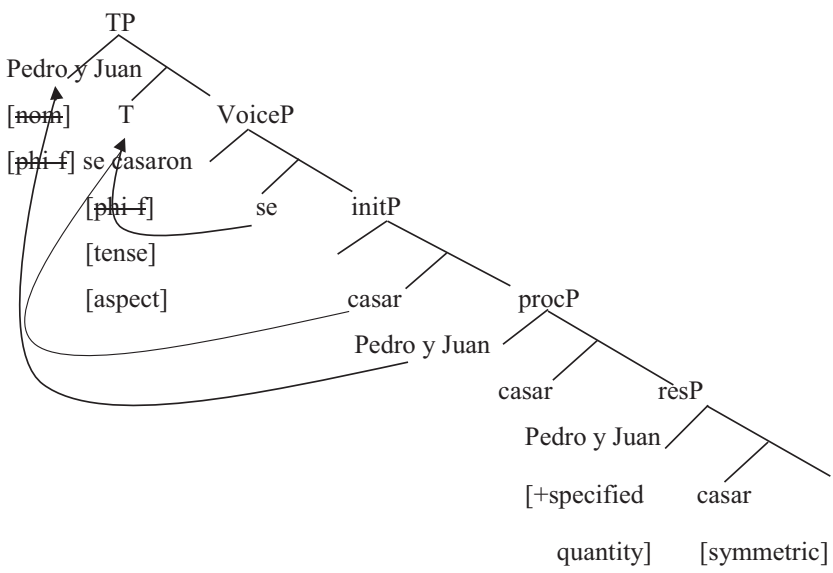 TP
Pedro y Juan
[nom] T VoiceP
[phi-f] se casaron
[phi-f] se initP
[tense]
[aspect] casar procP
Pedro y Juan
casar resP
Pedro y Juan
[+specified casar
quantity] [symmetric]